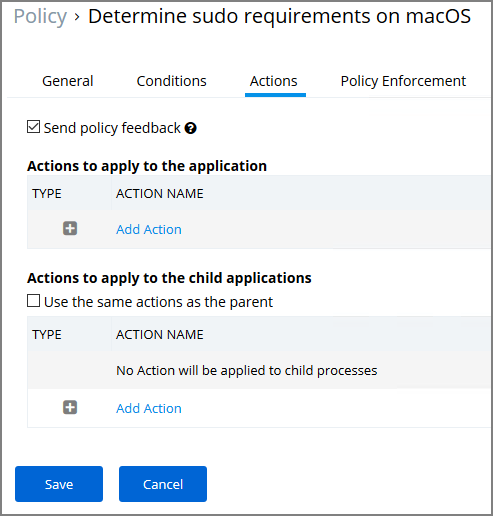 Policy › Determine sudo requirements on macOS
General Conditions Actions Policy Enforcement
Send policy feedback ?
Actions to apply to the application
TYPE ACTION NAME
Add Action
Actions to apply to the child applications
Use the same actions as the parent
TYPE ACTION NAME
No Action will be applied to child processes
Add Action
Save Cancel